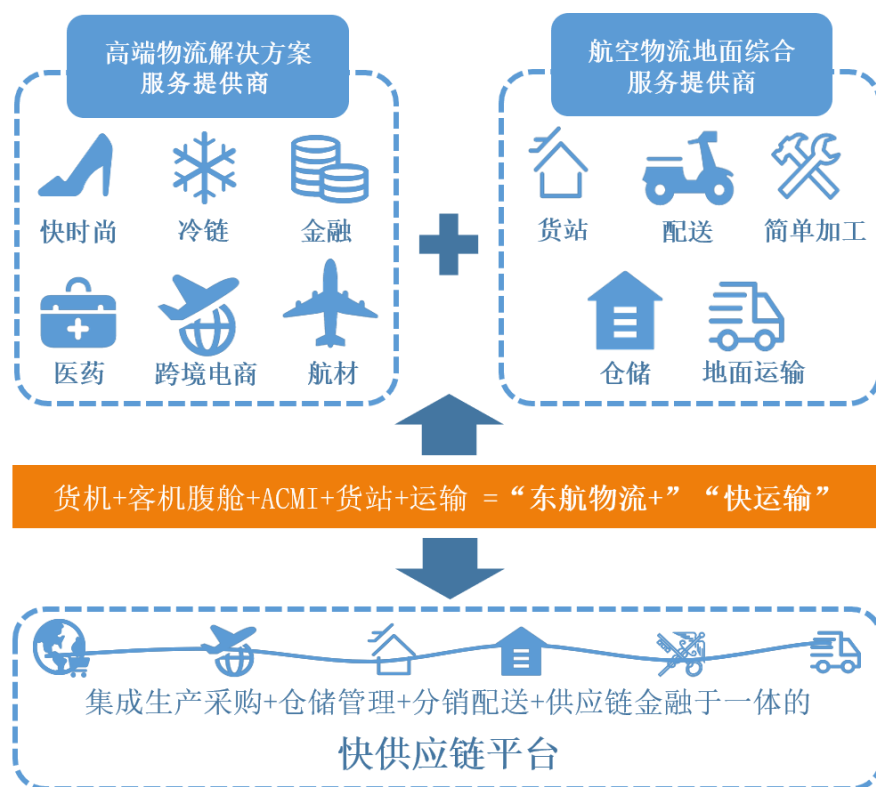 高端物流解决方案
服务提供商
快时尚
冷链
金融
医药
跨境电商
航材
航空物流地面综合
服务提供商
货站
配送
简单加工
仓储
地面运输
货机+客机腹舱+ACMI+货站+运输 =“东航物流+”“快运输”
集成生产采购+仓储管理+分销配送+供应链金融于一体的
快供应链平台